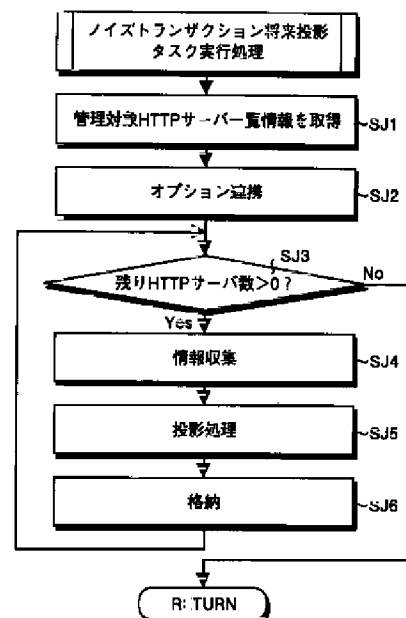 ノイズトランザクション将来投影
タスク実行処理
管理対象HTTPサーバー覧情報を取得
~SJ1
オプション連携
~SJ2
SJ3
残りHTTPサーバ数>0?
No
Yes
情報収集
~SJ4
投影処理
~SJ5
格納
~SJ6
RETURN